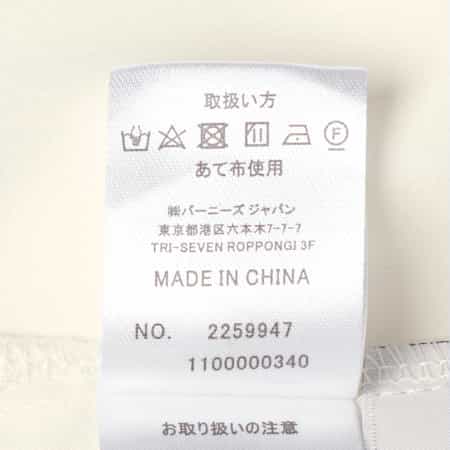 取扱い方
F
あて布使用
㈱バーニーズ ジャパン
東京都港区六本木7-7-7
TRI-SEVEN ROPPONGI 3F
MADE IN CHINA
NO. 2259947
1100000340
お取り扱いの注意